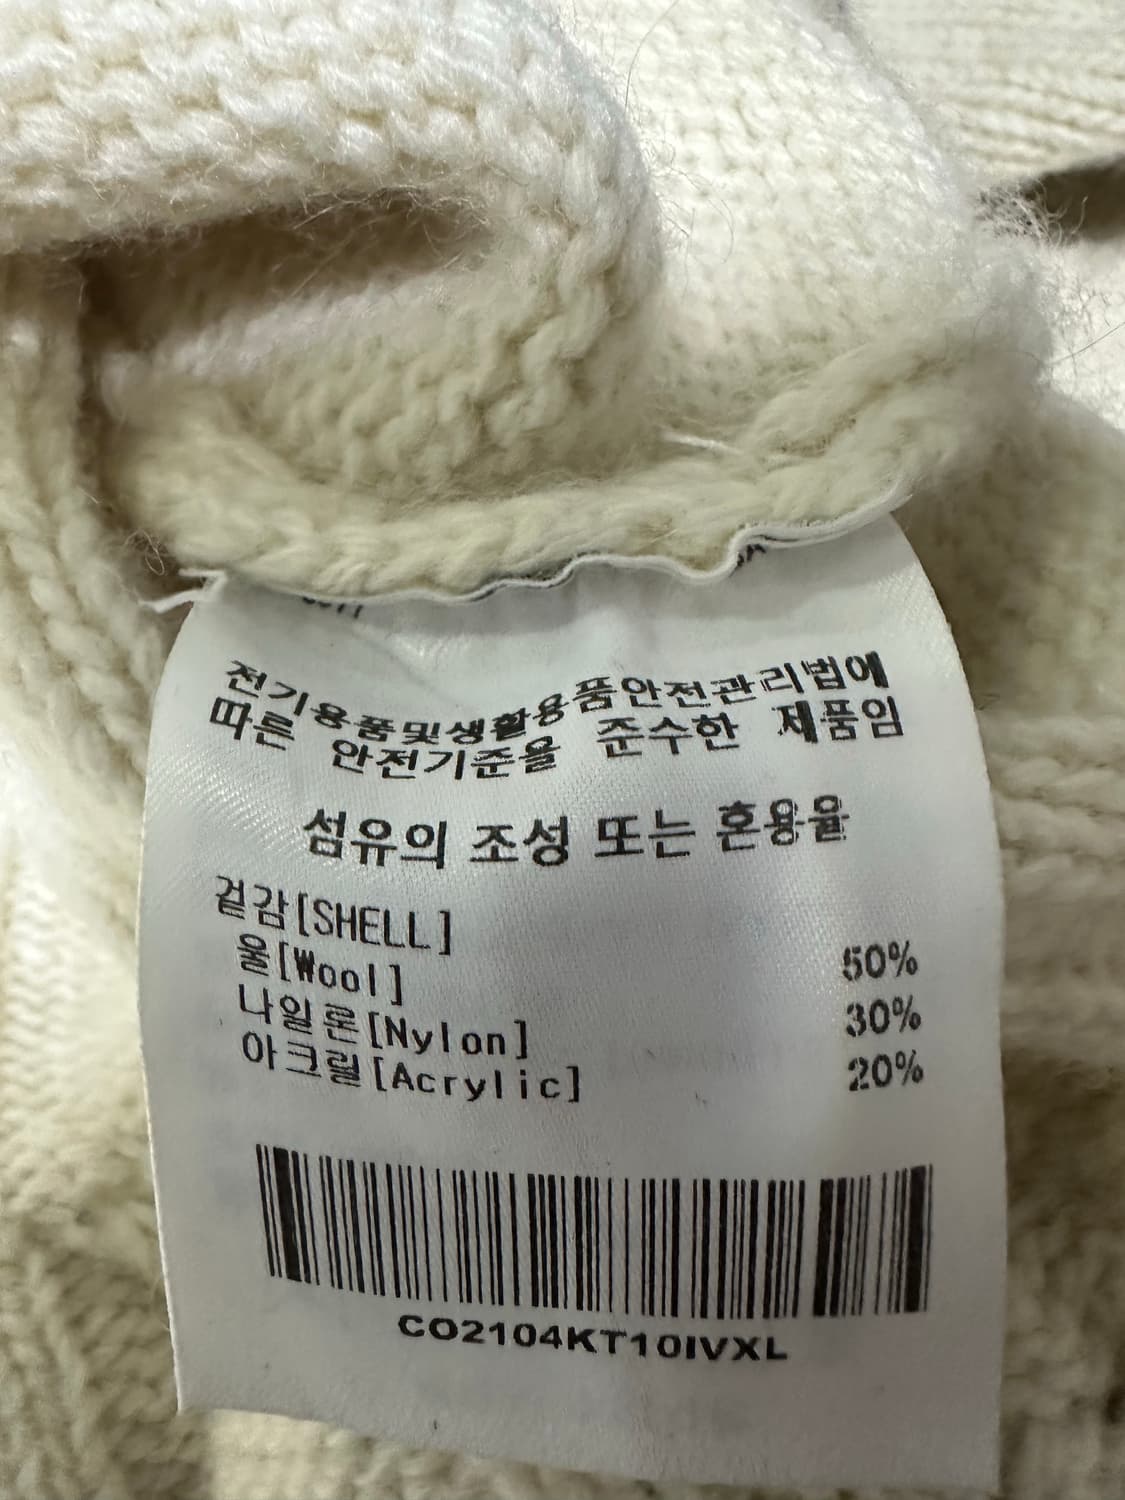 전기용품및생활용품안전관리법에
따른 안전기준을 준수한 제품임
섬유의 조성 또는 혼용율
겉감[SHELL]
울[Wool] 50%
나일론[Nylon] 30%
아크릴[Acrylic] 20%
CO2104KT10IVXL